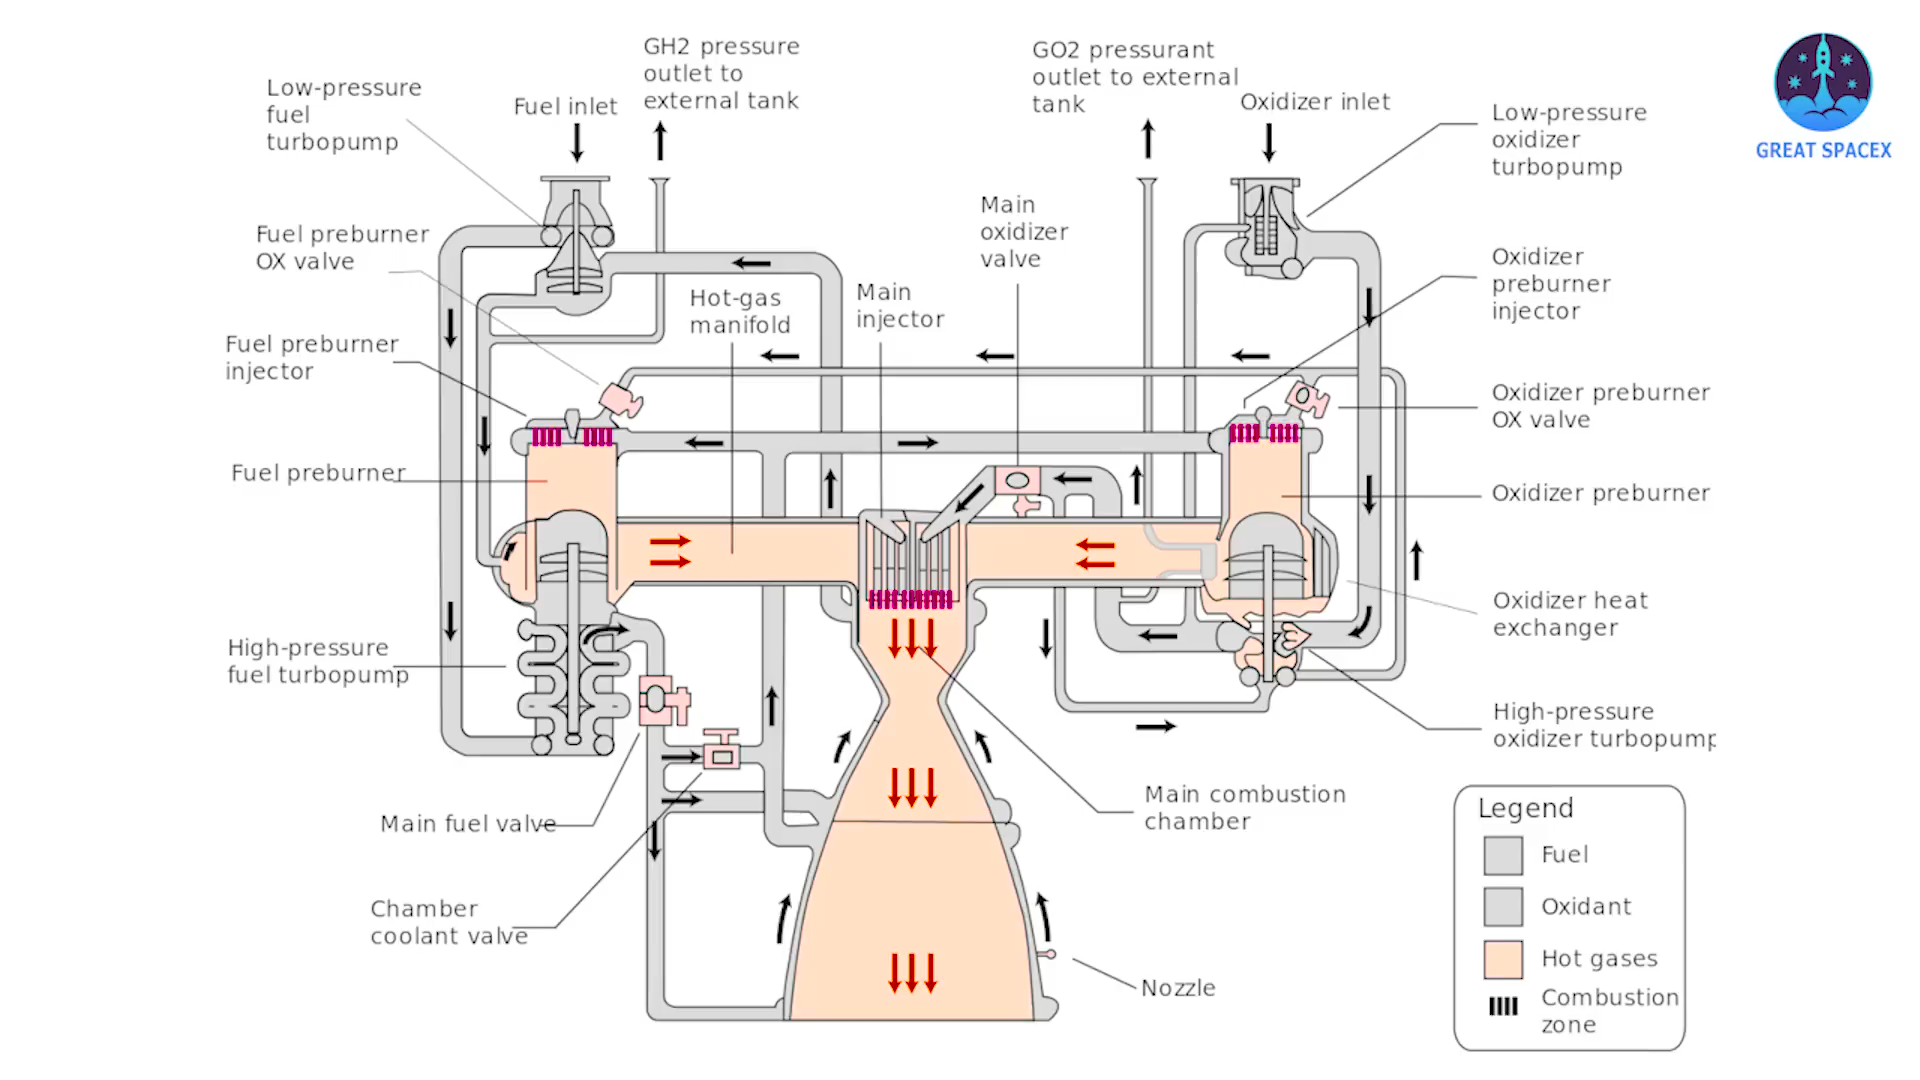 GH2 pressure
outlet to
external tank
GO2 pressurant
outlet to external
tank
Low-pressure
fuel
turbopump
Fuel inlet
Oxidizer inlet
Low-pressure
oxidizer
turbopump
GREAT SPACEX
Fuel preburner
OX valve
Main
oxidizer
valve
Oxidizer
preburner
injector
Hot-gas
manifold
Main
injector
Fuel preburner
injector
Oxidizer preburner
OX valve
Fuel preburner
Oxidizer preburner
Oxidizer heat
exchanger
High-pressure
fuel turbopump
High-pressure
oxidizer turbopump
Main fuel valve
Main combustion
chamber
Chamber
coolant valve
Nozzle
Legend
Fuel
Oxidant
Hot gases
Combustion
zone